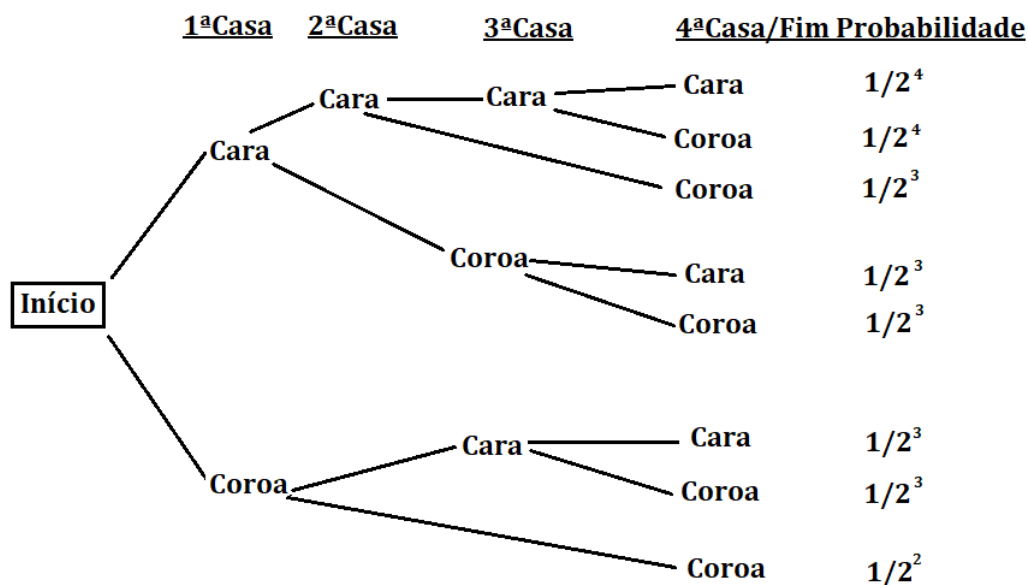 1ªCasa 2ªCasa 3ªCasa 4ªCasa/Fim Probabilidade
Cara Cara Cara 1/2⁴
Coroa 1/2⁴
Cara
Coroa 1/2³
Coroa Cara 1/2³
Início
Coroa 1/2³
Cara Cara 1/2³
Coroa Coroa 1/2³
Coroa 1/2²